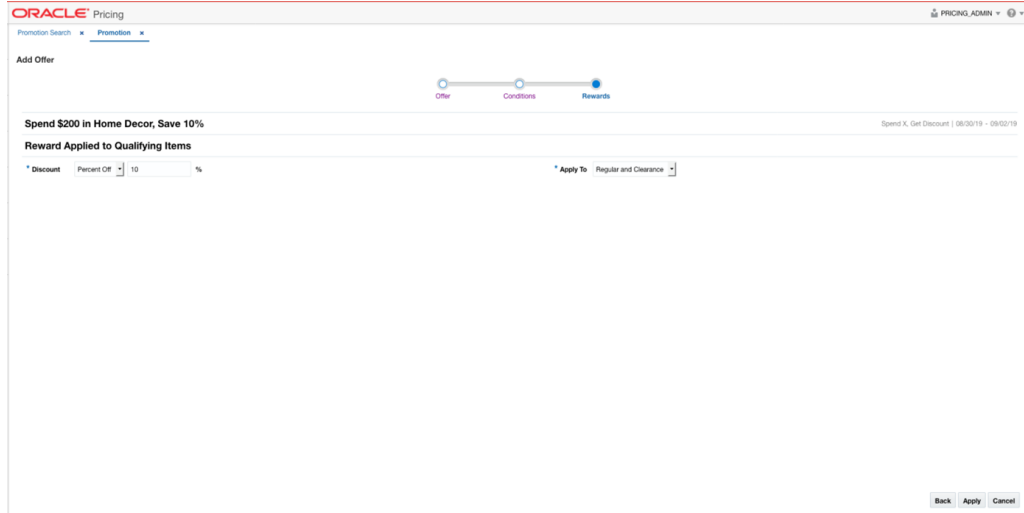 ORACLE® Pricing PRICING_ADMIN
Promotion Search × Promotion ×
Add Offer
Offer Conditions Rewards
Spend $200 in Home Decor, Save 10% Spend X, Get Discount | 08/30/19 - 09/02/19
Reward Applied to Qualifying Items
* Discount Percent Off 10 % * Apply To Regular and Clearance
Back Apply Cancel